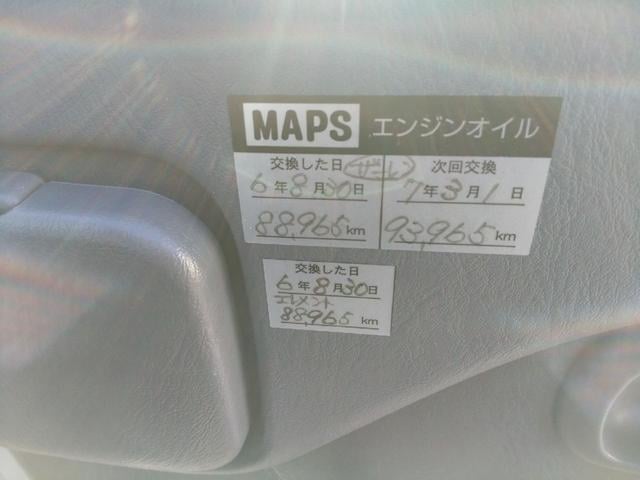 MAPS エンジンオイル
交換した日 次回交換
6年8月30日 7年3月1日
88,965km 93,965km
交換した日
6年8月30日
エレメント
88,965km